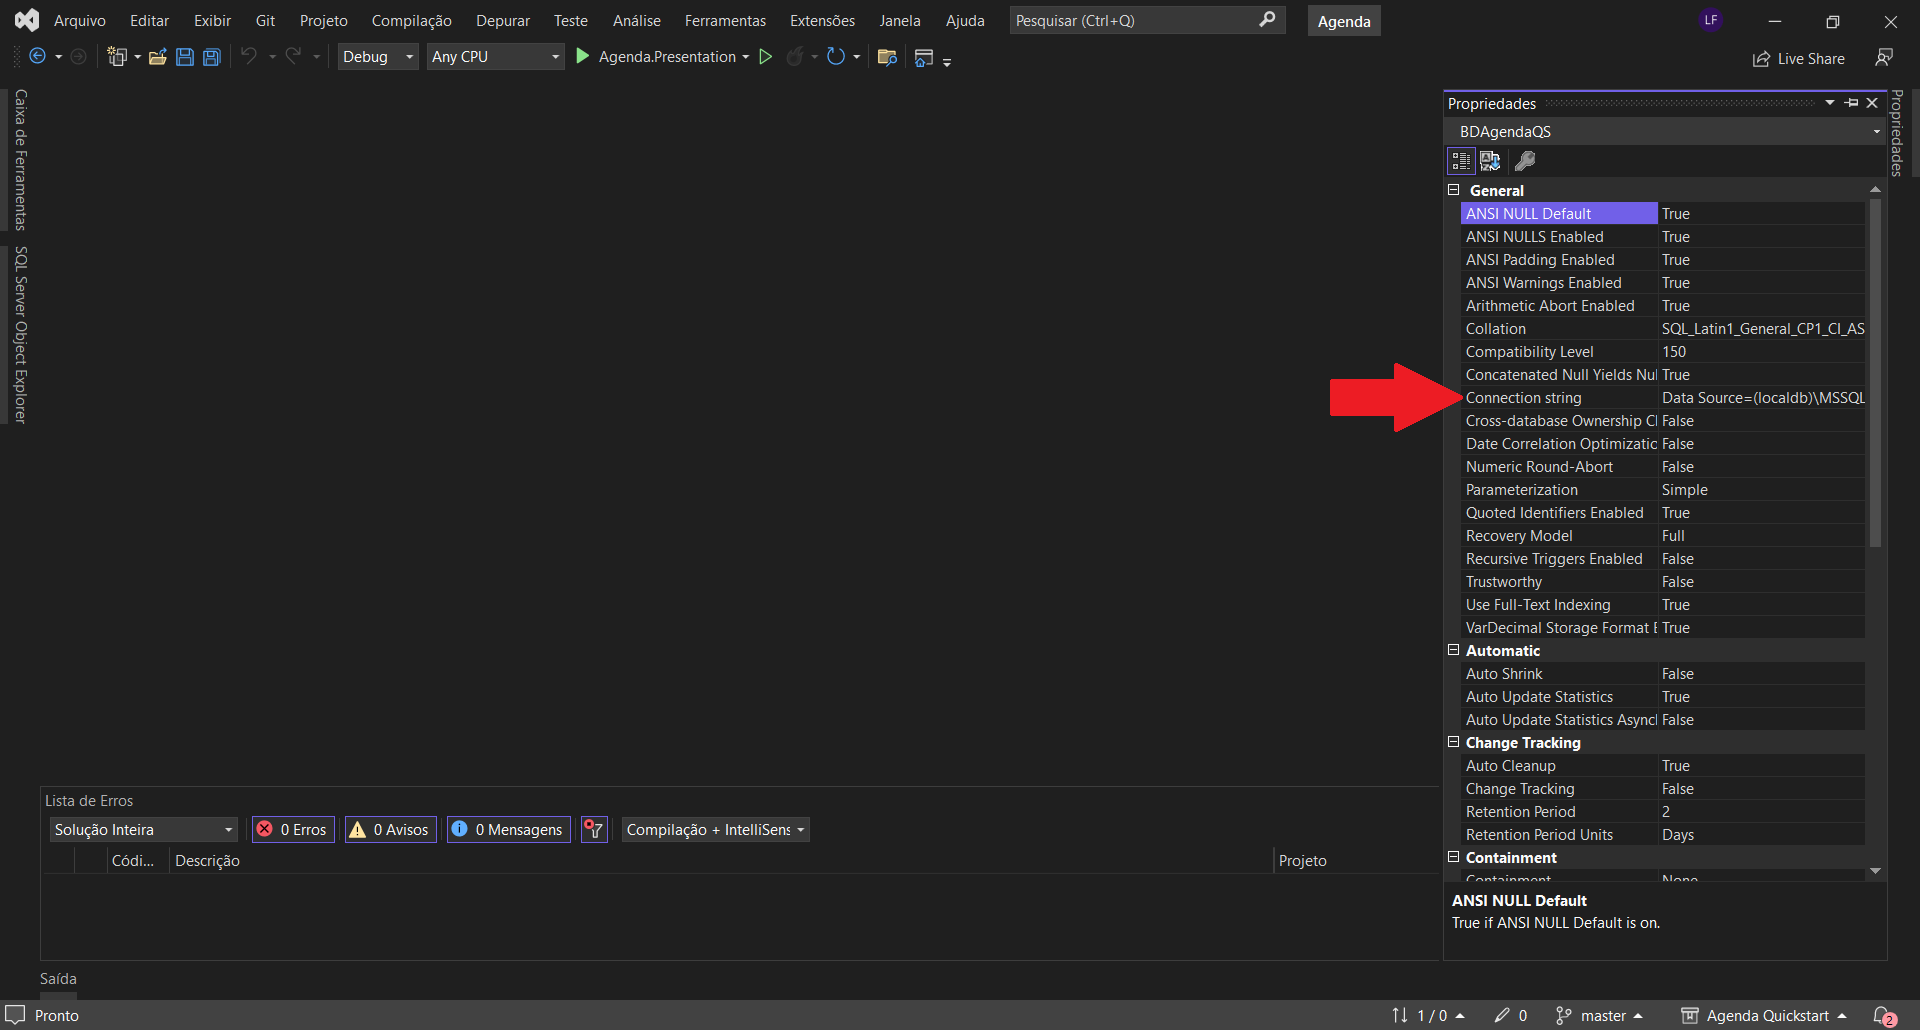 Arquivo Editar Exibir Git Projeto Compilação Depurar Teste Análise Ferramentas Extensões Janela Ajuda Pesquisar (Ctrl+Q) Agenda LF
Debug Any CPU Agenda.Presentation Live Share
Caixa de Ferramentas
SQL Server Object Explorer
Propriedades
Propriedades
BDAgendaQS
General
ANSI NULL Default True
ANSI NULLS Enabled True
ANSI Padding Enabled True
ANSI Warnings Enabled True
Arithmetic Abort Enabled True
Collation SQL_Latin1_General_CP1_CI_AS
Compatibility Level 150
Concatenated Null Yields Nul True
Connection string Data Source=(localdb)\MSSQL
Cross-database Ownership Cl False
Date Correlation Optimizatic False
Numeric Round-Abort False
Parameterization Simple
Quoted Identifiers Enabled True
Recovery Model Full
Recursive Triggers Enabled False
Trustworthy False
Use Full-Text Indexing True
VarDecimal Storage Format E True
Automatic
Auto Shrink False
Auto Update Statistics True
Auto Update Statistics Asyncl False
Change Tracking
Auto Cleanup True
Change Tracking False
Retention Period 2
Retention Period Units Days
Containment
Containment None
ANSI NULL Default
True if ANSI NULL Default is on.
Lista de Erros
Solução Inteira 0 Erros 0 Avisos 0 Mensagens Compilação + IntelliSens
Códi... Descrição Projeto
Saída
Pronto 1 / 0 0 master Agenda Quickstart 2